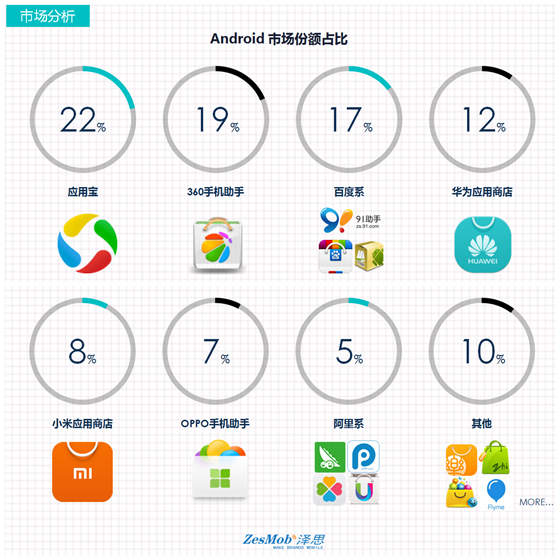 市场分析
Android 市场份额占比
22%
19%
17%
12%
应用宝
360手机助手
百度系
华为应用商店
91助手
zs.91.com
HUAWEI
8%
7%
5%
10%
小米应用商店
OPPO手机助手
阿里系
其他
mi
Flyme
MORE...
ZesMob 泽思
MAKE BRANDS MOBILE